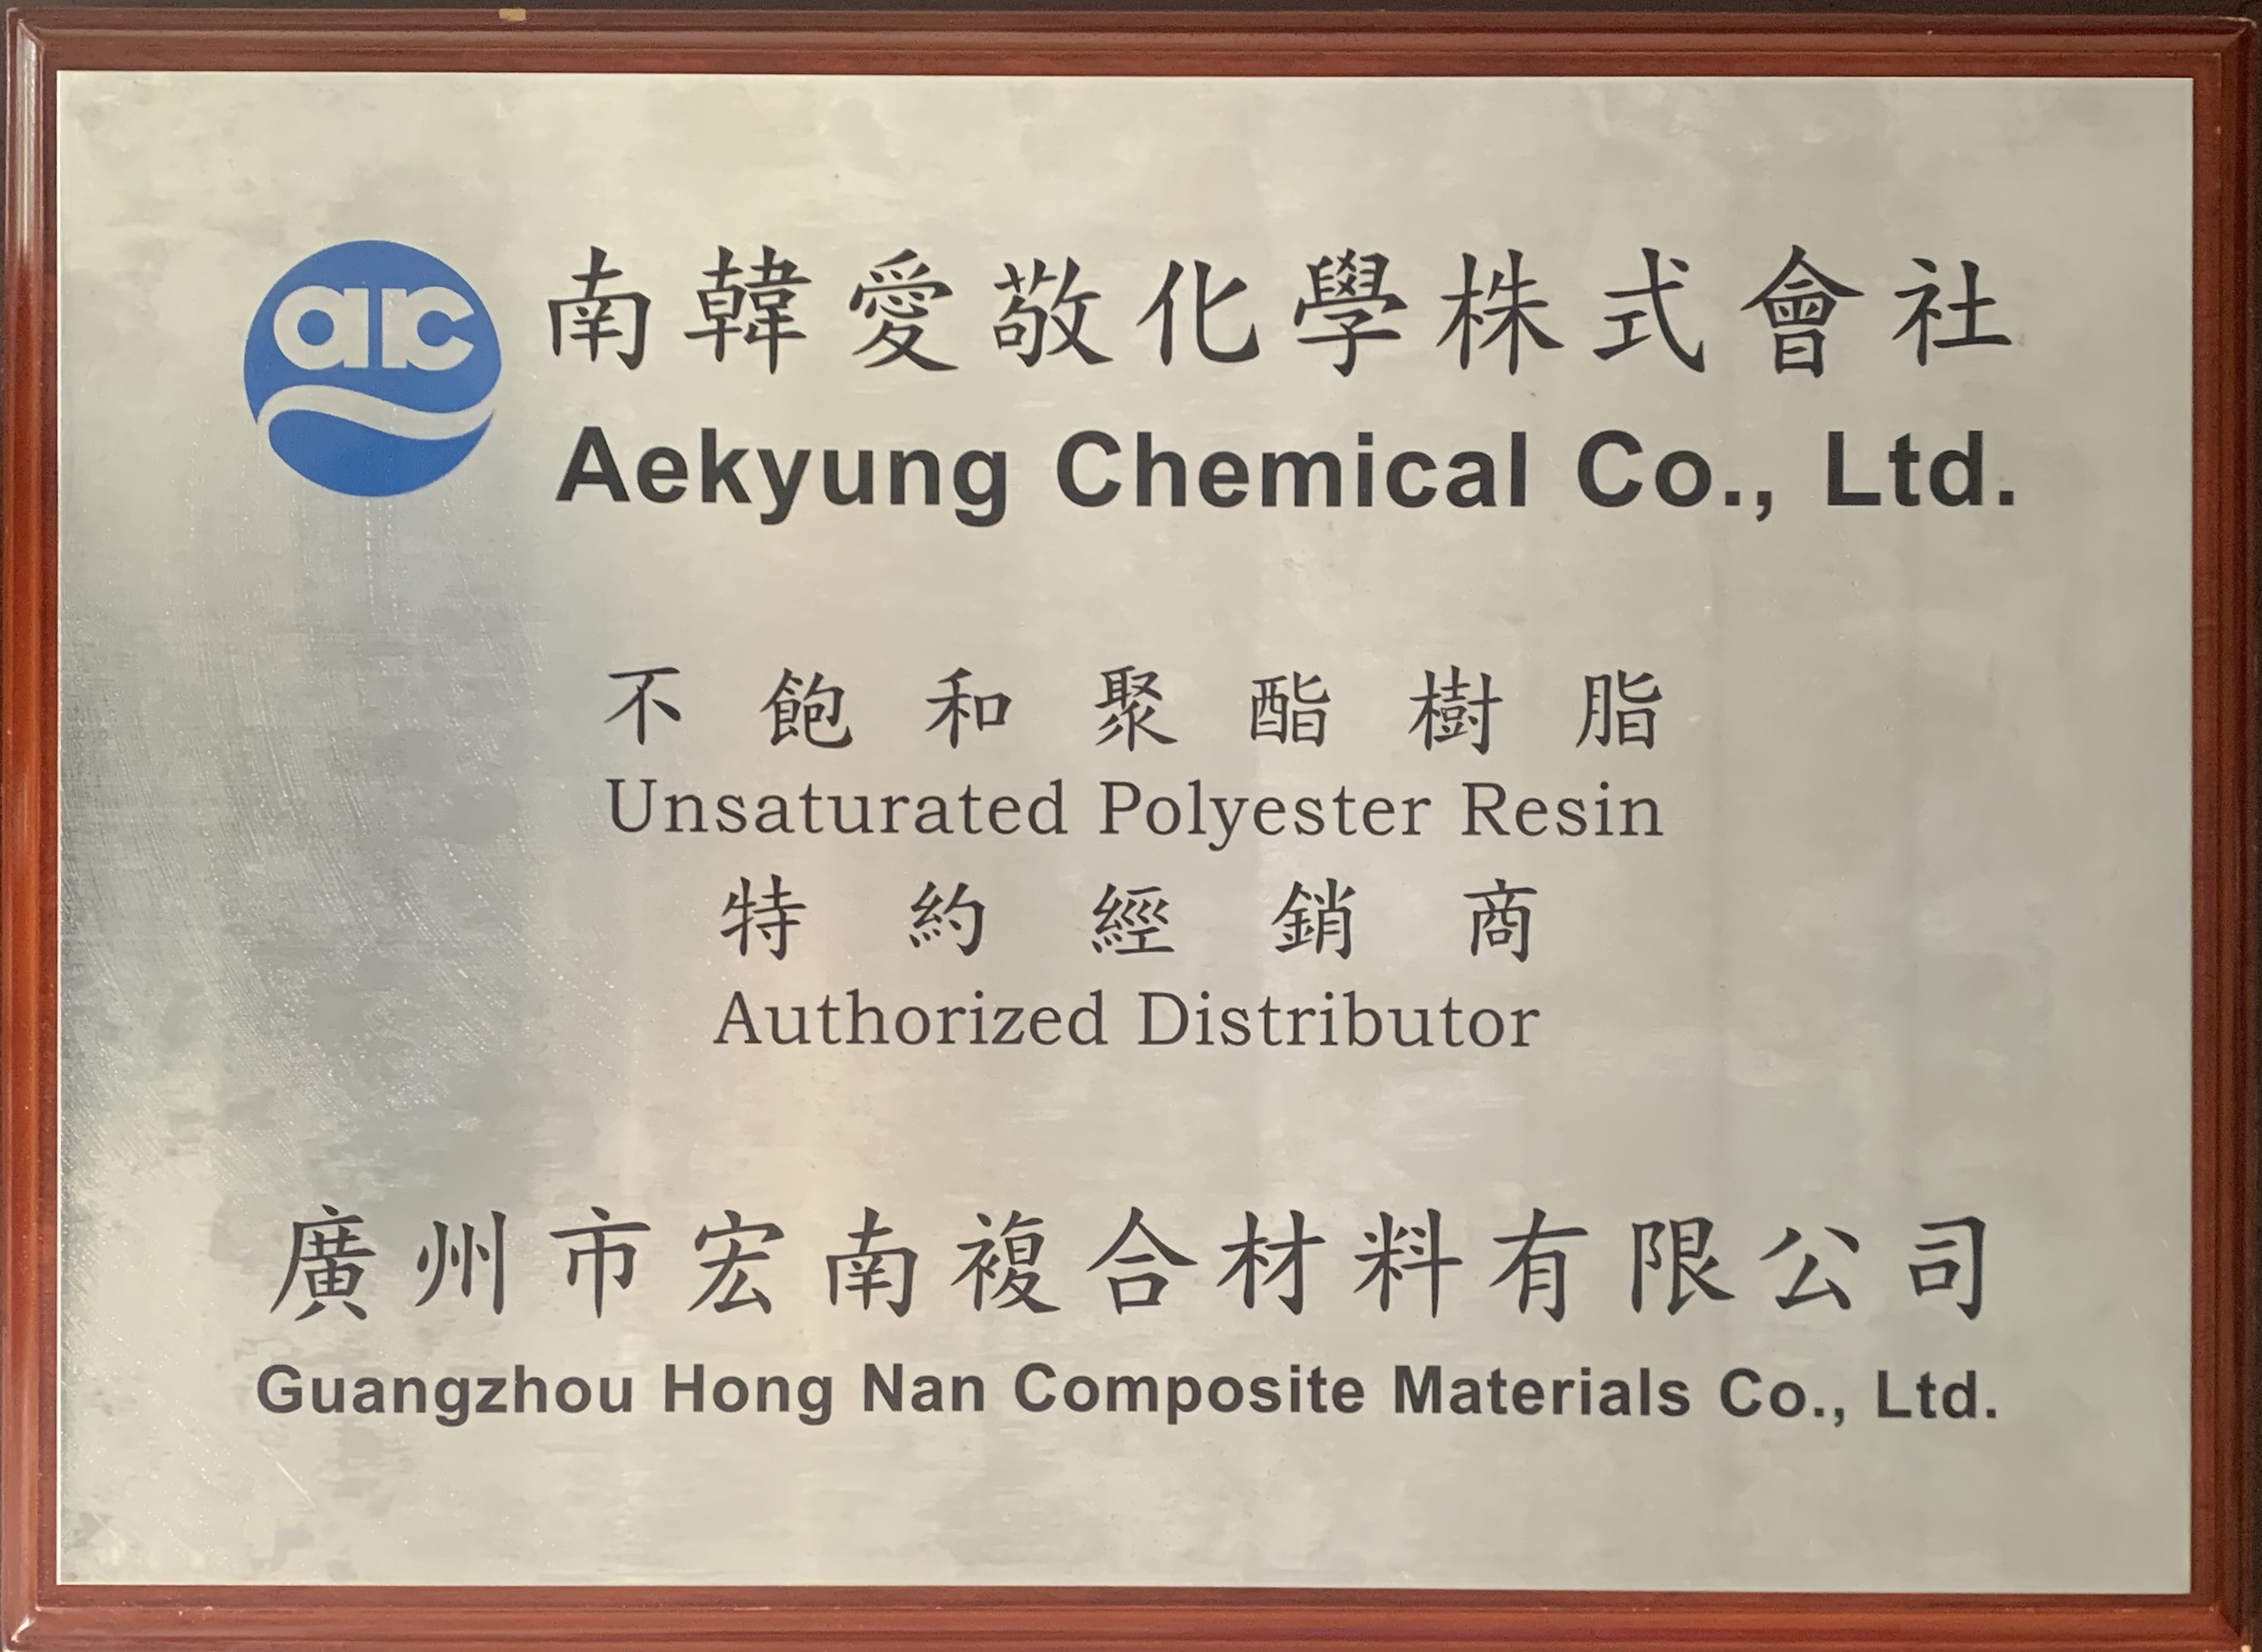 aic
南韓愛敬化學株式會社
Aekyung Chemical Co., Ltd.
不飽和聚酯樹脂
Unsaturated Polyester Resin
特約經銷商
Authorized Distributor
廣州市宏南複合材料有限公司
Guangzhou Hong Nan Composite Materials Co., Ltd.